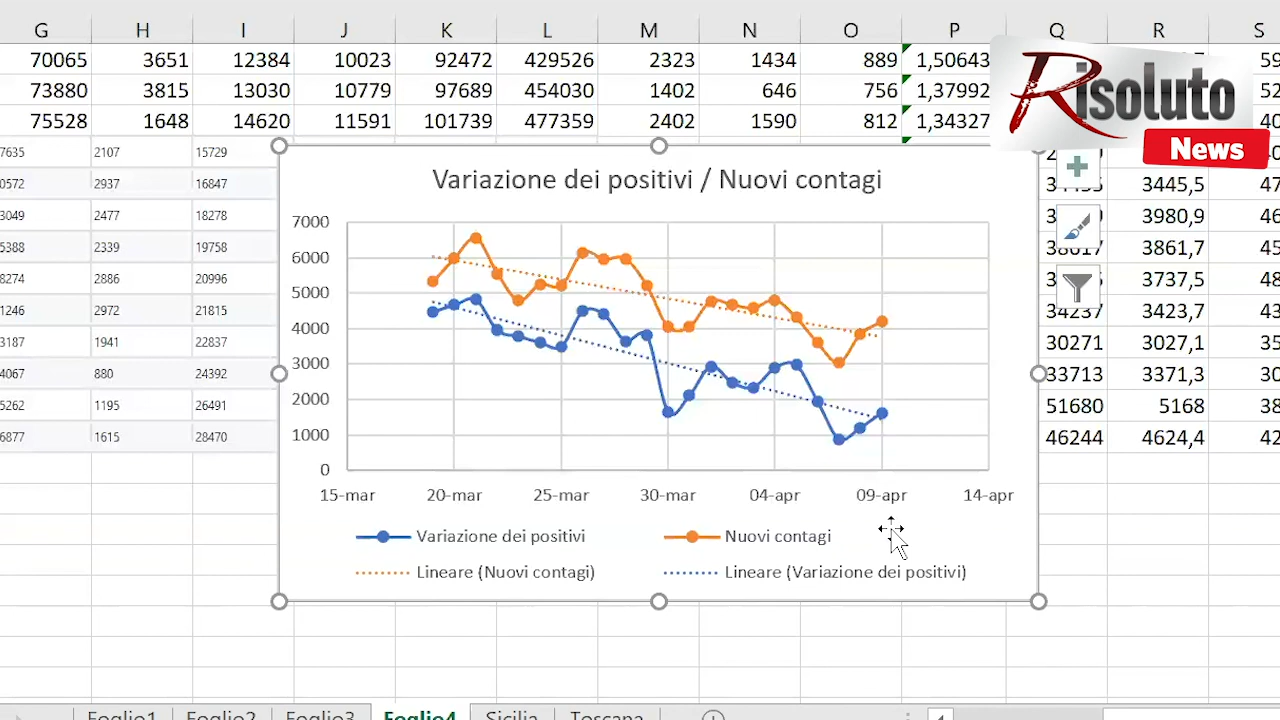 G H I J K L M N O P Q R S
70065 3651 12384 10023 92472 429526 2323 1434 889 1,50643
73880 3815 13030 10779 97689 454030 1402 646 756 1,37992
75528 1648 14620 11591 101739 477359 2402 1590 812 1,34327
Risoluto
News
7635 2107 15729
0572 2937 16847 3445,5 47
3049 2477 18278 3980,9 46
5388 2339 19758 38617 3861,7 45
8274 2886 20996 3737,5 48
1246 2972 21815 34237 3423,7 43
3187 1941 22837 30271 3027,1 35
4067 880 24392 33713 3371,3 30
5262 1195 26491 51680 5168 38
6877 1615 28470 46244 4624,4 42
Variazione dei positivi / Nuovi contagi
7000
6000
5000
4000
3000
2000
1000
0
15-mar 20-mar 25-mar 30-mar 04-apr 09-apr 14-apr
Variazione dei positivi Nuovi contagi
Lineare (Nuovi contagi) Lineare (Variazione dei positivi)
Foglio1 Foglio2 Foglio3 Foglio4 Sicilia Toscana